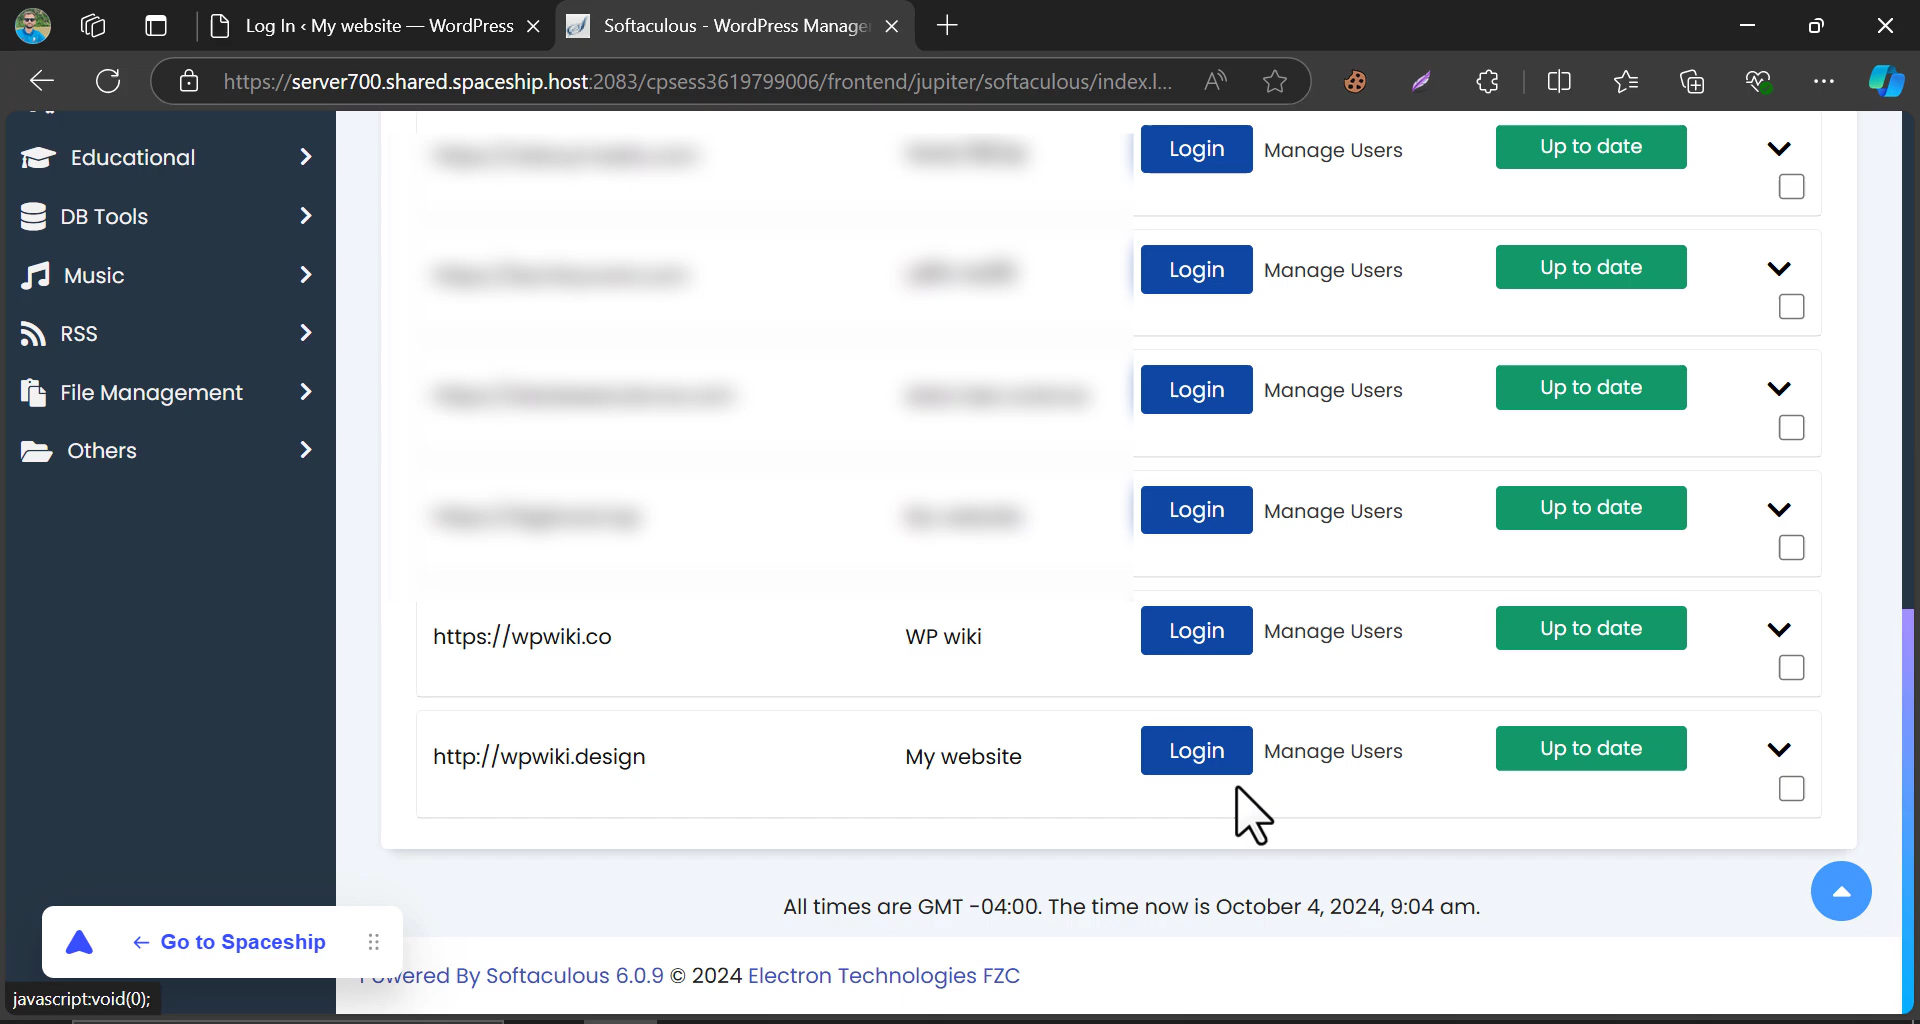 Log In ‹ My website — WordPress
Softaculous - WordPress Manage
https://server700.shared.spaceship.host:2083/cpsess3619799006/frontend/jupiter/softaculous/index.l...
Educational
DB Tools
Music
RSS
File Management
Others
Login Manage Users Up to date
Login Manage Users Up to date
Login Manage Users Up to date
Login Manage Users Up to date
https://wpwiki.co WP wiki Login Manage Users Up to date
http://wpwiki.design My website Login Manage Users Up to date
All times are GMT -04:00. The time now is October 4, 2024, 9:04 am.
← Go to Spaceship
By Softaculous 6.0.9 © 2024 Electron Technologies FZC
javascript:void(0);